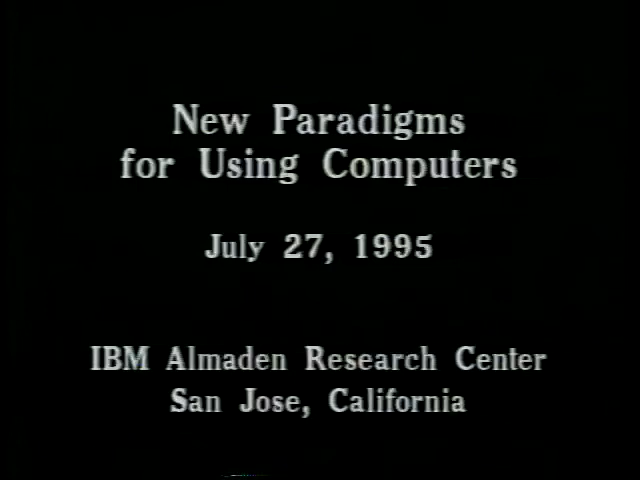 New Paradigms
for Using Computers
July 27, 1995
IBM Almaden Research Center
San Jose, California